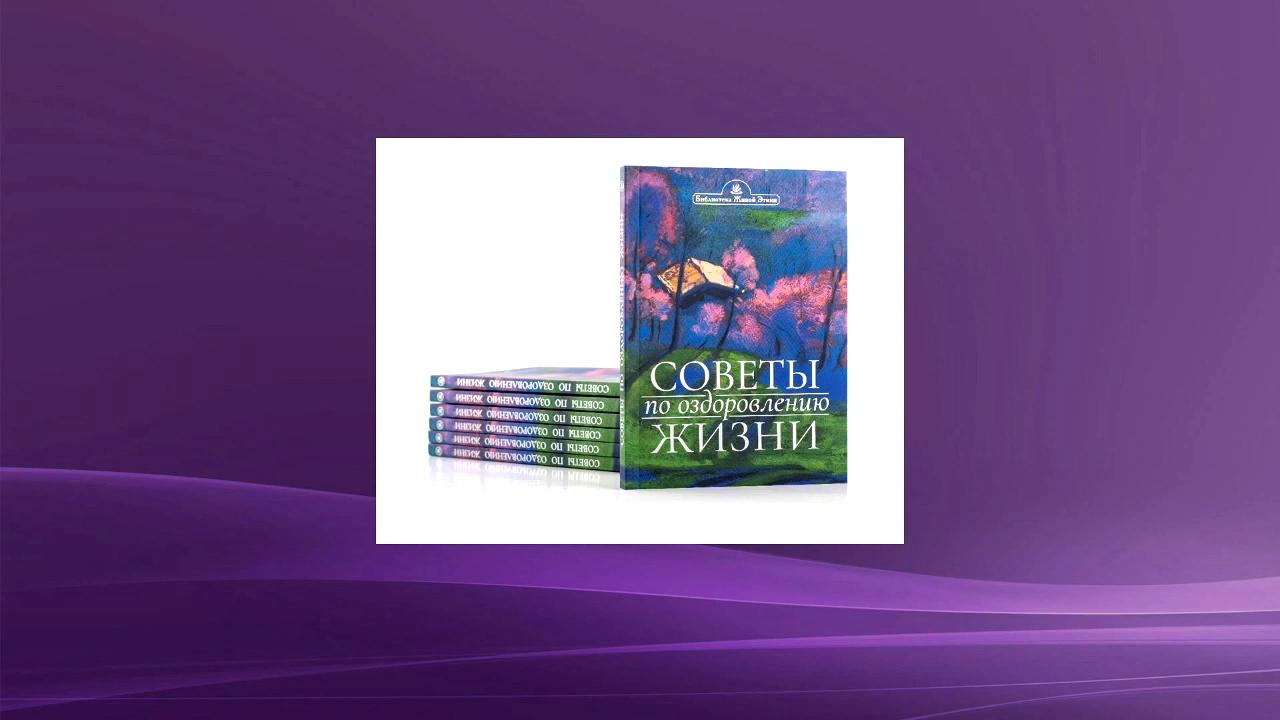 Библиотека Живой Этики
СОВЕТЫ
по оздоровлению
ЖИЗНИ
СОВЕТЫ ПО ОЗДОРОВЛЕНИЮ ЖИЗНИ
СОВЕТЫ ПО ОЗДОРОВЛЕНИЮ ЖИЗНИ
СОВЕТЫ ПО ОЗДОРОВЛЕНИЮ ЖИЗНИ
СОВЕТЫ ПО ОЗДОРОВЛЕНИЮ ЖИЗНИ
СОВЕТЫ ПО ОЗДОРОВЛЕНИЮ ЖИЗНИ
СОВЕТЫ ПО ОЗДОРОВЛЕНИЮ ЖИЗНИ